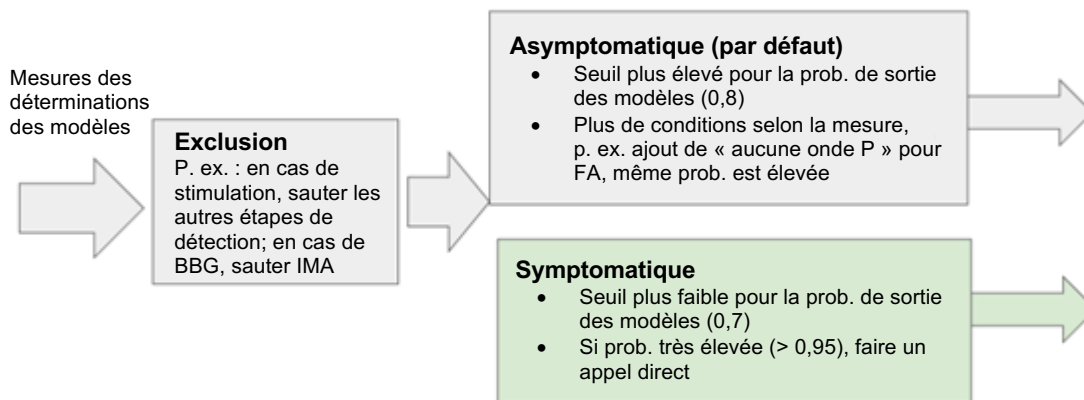 Mesures des
déterminations
des modèles
Exclusion
P. ex. : en cas de
stimulation, sauter les
autres étapes de
détection; en cas de
BBG, sauter IMA
Asymptomatique (par défaut)
• Seuil plus élevé pour la prob. de sortie
des modèles (0,8)
• Plus de conditions selon la mesure,
p. ex. ajout de « aucune onde P » pour
FA, même prob. est élevée
Symptomatique
• Seuil plus faible pour la prob. de sortie
des modèles (0,7)
• Si prob. très élevée (> 0,95), faire un
appel direct